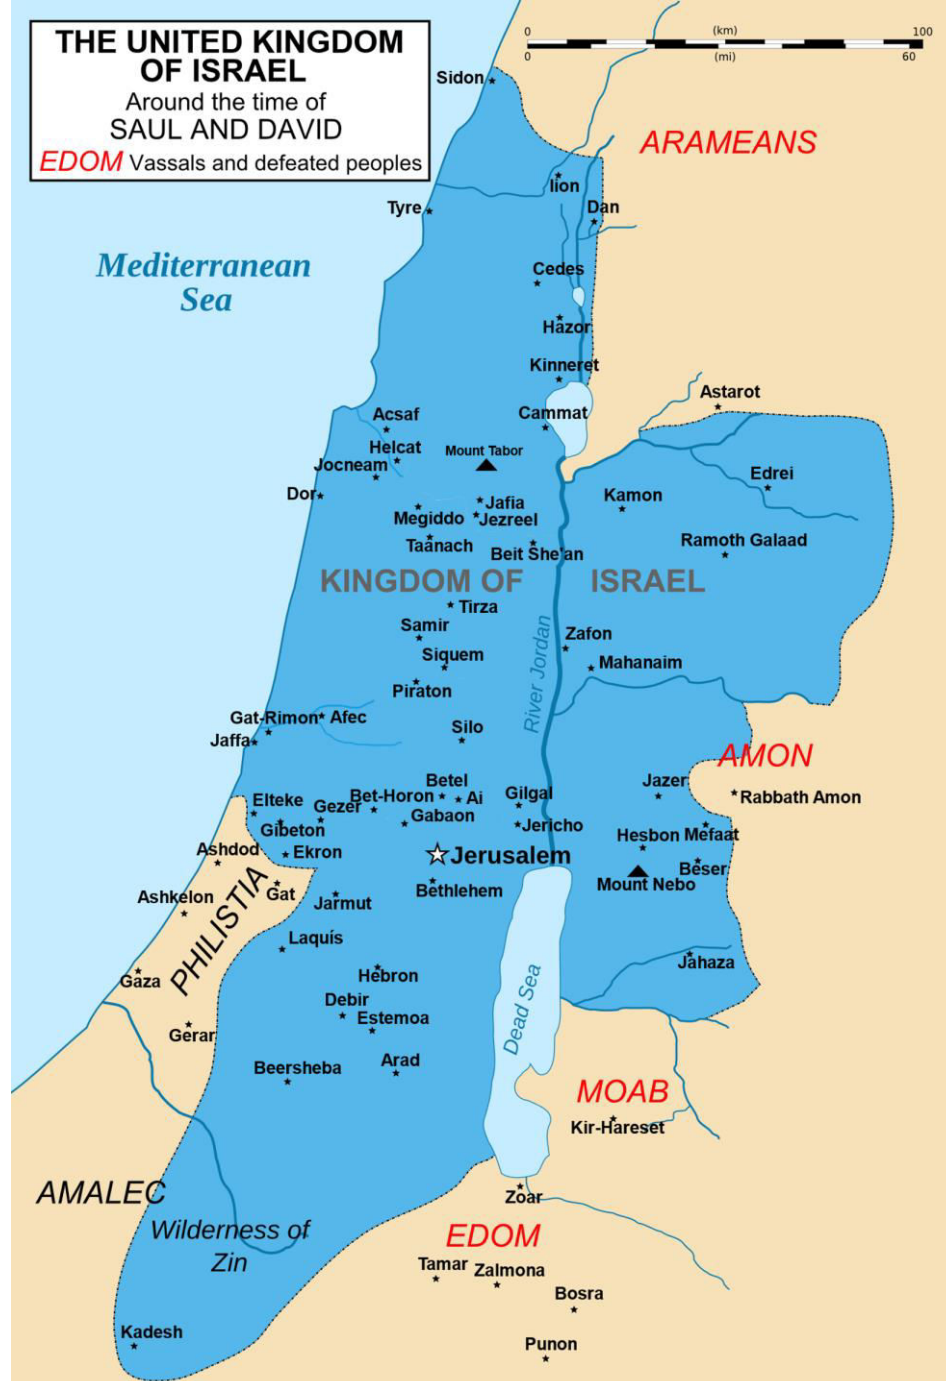 THE UNITED KINGDOM
OF ISRAEL
Around the time of
SAUL AND DAVID
EDOM Vassals and defeated peoples
0 (km) 100
0 (mi) 60
Sidon
ARAMEANS
Iion
Tyre
Dan
Mediterranean
Sea
Cedes
Hazor
Kinneret
Astarot
Acsaf
Cammat
Helcat
Mount Tabor
Jocneam
Edrei
Dor
Kamon
Jafia
Megiddo
Jezreel
Taanach
Beit She'an
Ramoth Galaad
KINGDOM OF ISRAEL
Tirza
Samir
Zafon
Siquem
Mahanaim
Piraton
River Jordan
Gat-Rimon
Afec
Jaffa
Silo
AMON
Betel
Jazer
Rabbath Amon
Elteke
Gezer
Bet-Horon
Ai
Gilgal
Gibeton
Gabaon
Jericho
Hesbon
Mefaat
Ashdod
Ekron
Jerusalem
Beser
Mount Nebo
Ashkelon
Gat
Bethlehem
Jarmut
PHILISTIA
Laquís
Jahaza
Gaza
Hebron
Debir
Dead Sea
Estemoa
Gerar
Beersheba
Arad
MOAB
Kir-Hareset
AMALEC
Zoar
Wilderness of
Zin
EDOM
Tamar
Zalmona
Bosra
Kadesh
Punon